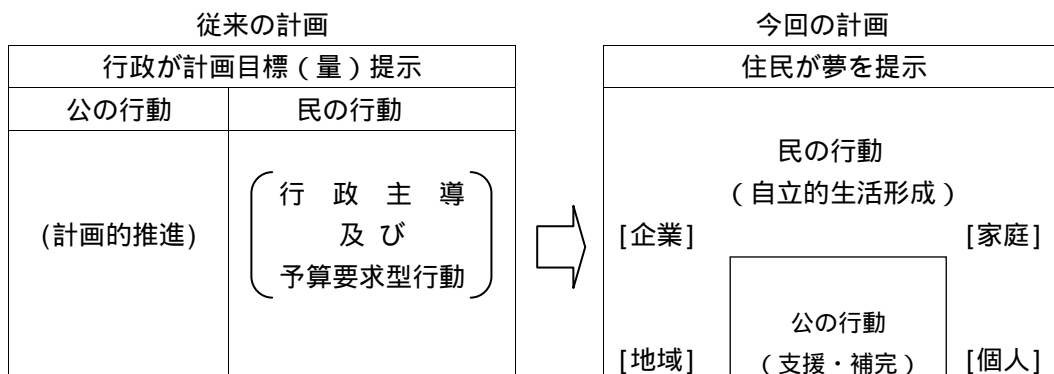 従来の計画
行政が計画目標（量）提示
公の行動 民の行動
(計画的推進)
行 政 主 導
及 び
予算要求型行動
今回の計画
住民が夢を提示
民の行動
（自立的生活形成）
[企業] [家庭]
公の行動
（支援・補完）
[地域] [個人]